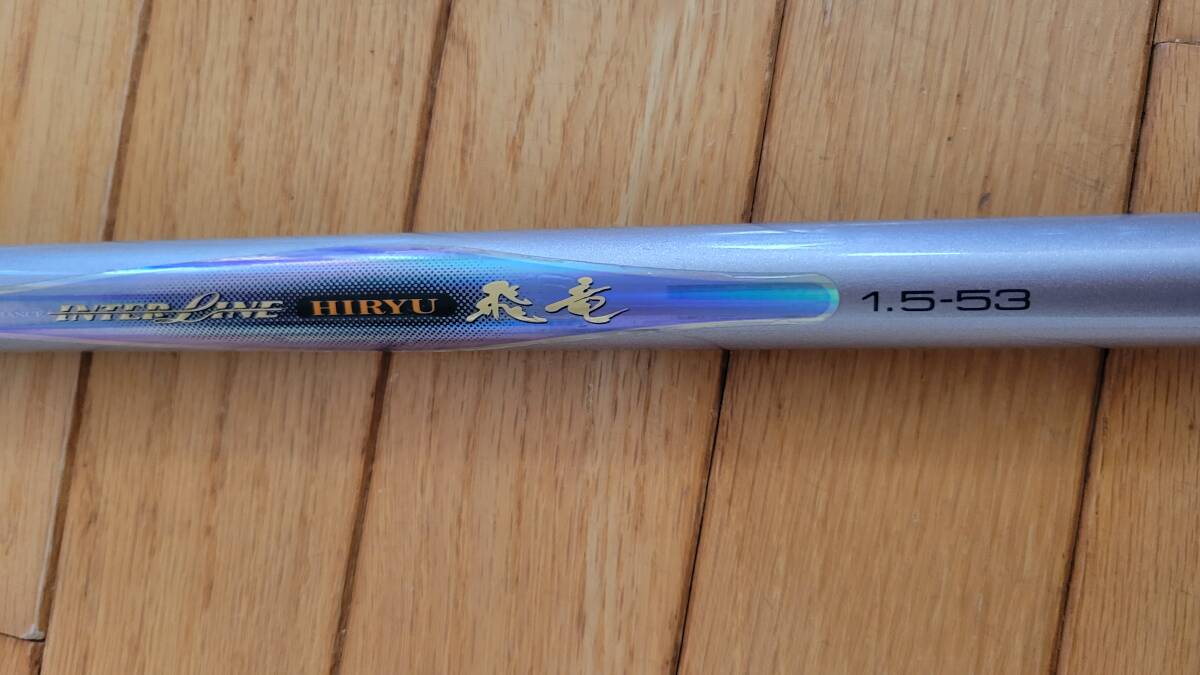 INTER LINE HIRYU 飛竜 1.5-53